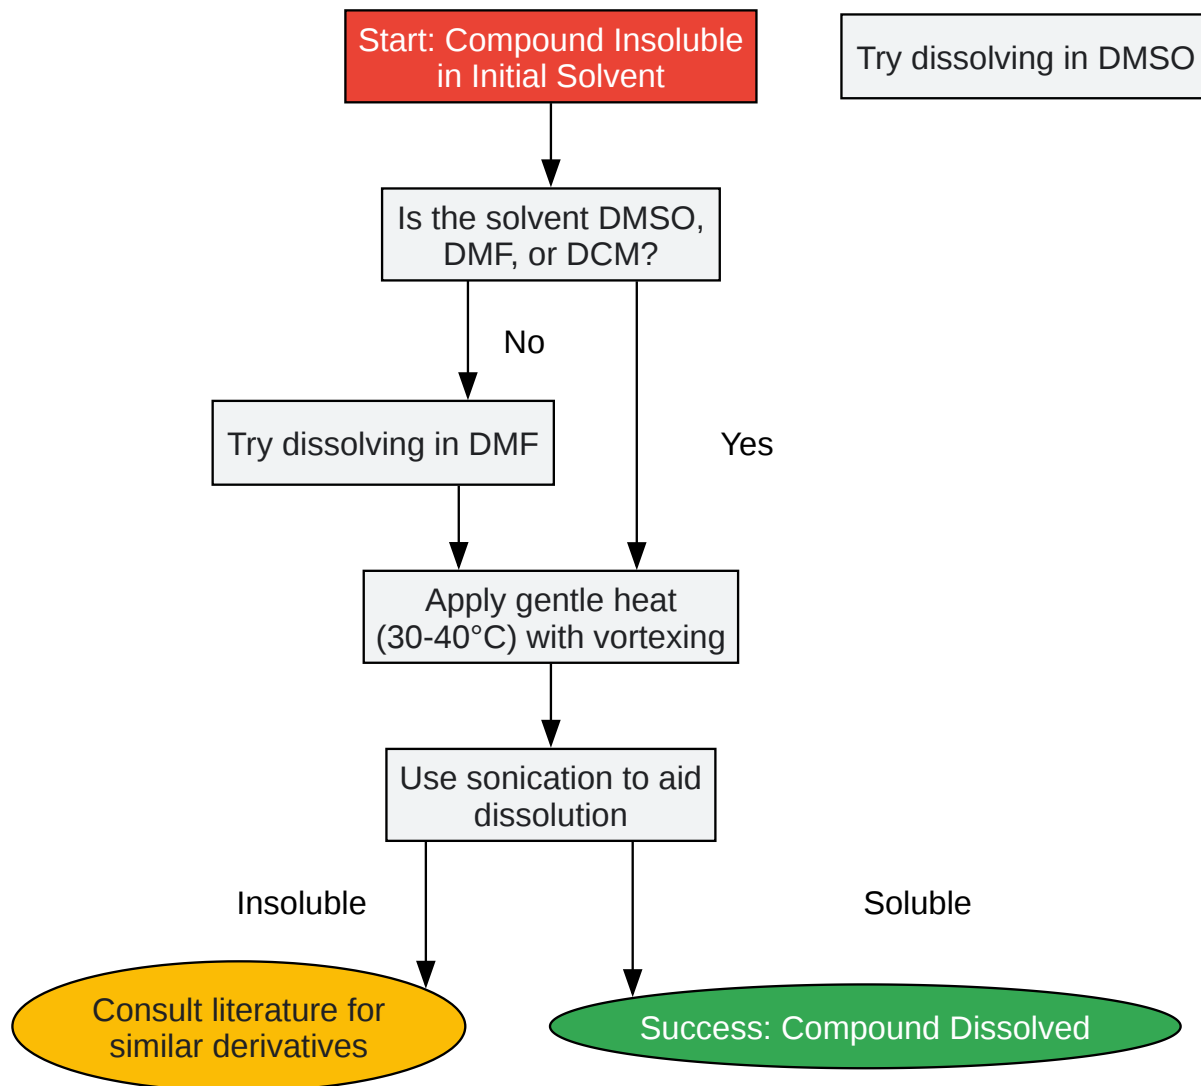 Start: Compound Insoluble
in Initial Solvent
Try dissolving in DMSO
Is the solvent DMSO,
DMF, or DCM?
No
Try dissolving in DMF
Yes
Apply gentle heat
(30-40°C) with vortexing
Use sonication to aid
dissolution
Insoluble
Soluble
Consult literature for
similar derivatives
Success: Compound Dissolved